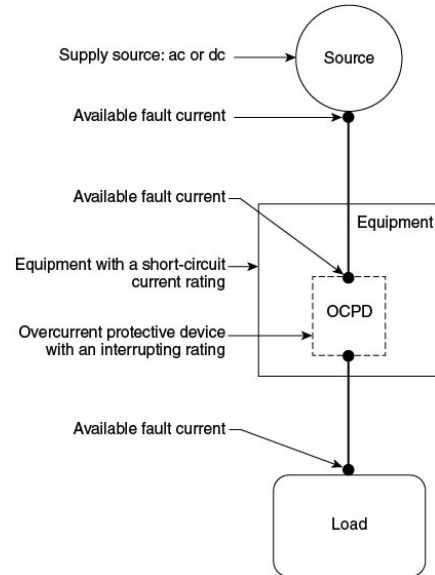 Supply source: ac or dc
Source
Available fault current
Available fault current
Equipment
Equipment with a short-circuit
current rating
OCPD
Overcurrent protective device
with an interrupting rating
Available fault current
Load